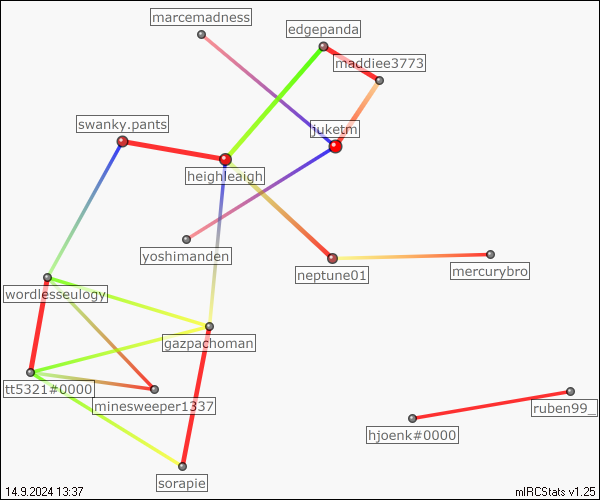 marcemadness
edgepanda
maddiee3773
swanky.pants
juketm
heighleaigh
yoshimanden
neptune01
mercurybro
wordlesseulogy
gazpachoman
tt5321#0000
minesweeper1337
ruben99_
hjoenk#0000
sorapie
14.9.2024 13:37
mIRCStats v1.25